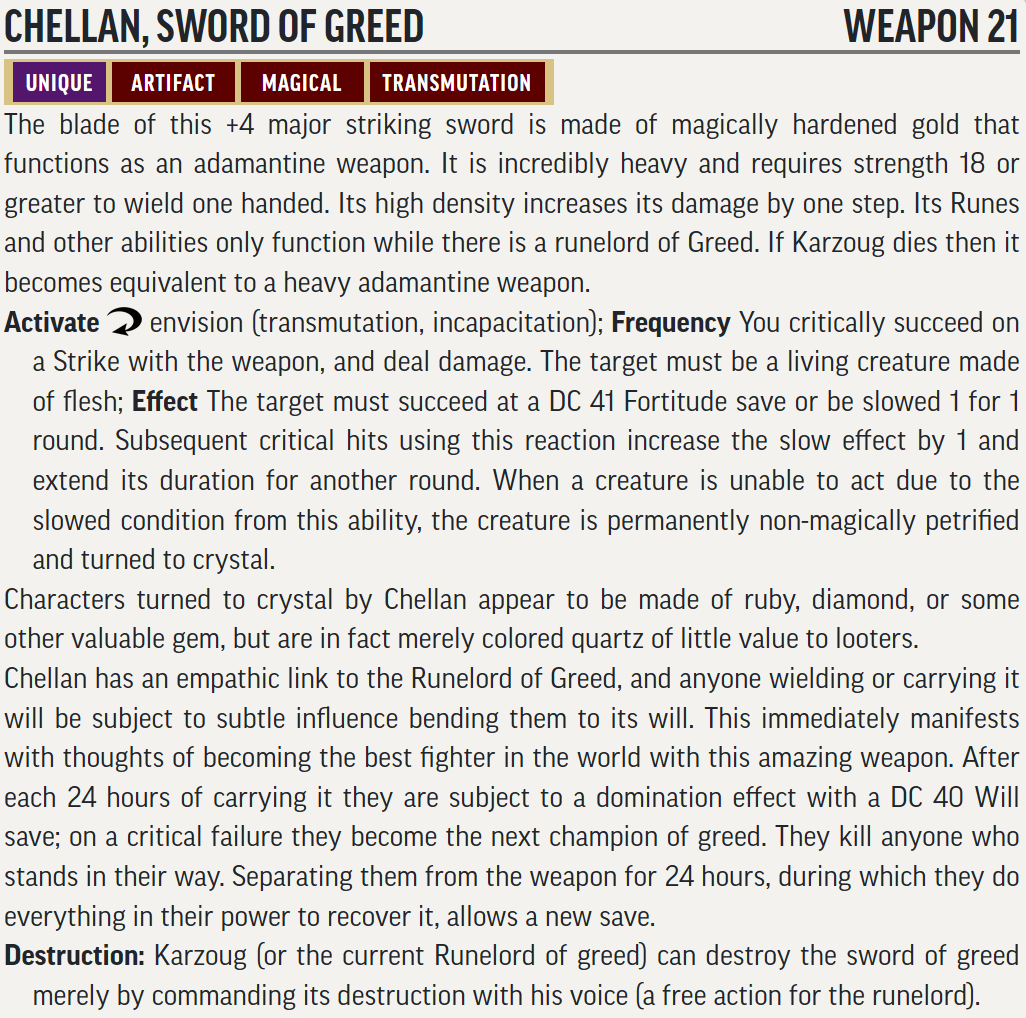 CHELLAN, SWORD OF GREED WEAPON 21
UNIQUE ARTIFACT MAGICAL TRANSMUTATION
The blade of this +4 major striking sword is made of magically hardened gold that
functions as an adamantine weapon. It is incredibly heavy and requires strength 18 or
greater to wield one handed. Its high density increases its damage by one step. Its Runes
and other abilities only function while there is a runelord of Greed. If Karzoug dies then it
becomes equivalent to a heavy adamantine weapon.
Activate envision (transmutation, incapacitation); Frequency You critically succeed on
a Strike with the weapon, and deal damage. The target must be a living creature made
of flesh; Effect The target must succeed at a DC 41 Fortitude save or be slowed 1 for 1
round. Subsequent critical hits using this reaction increase the slow effect by 1 and
extend its duration for another round. When a creature is unable to act due to the
slowed condition from this ability, the creature is permanently non-magically petrified
and turned to crystal.
Characters turned to crystal by Chellan appear to be made of ruby, diamond, or some
other valuable gem, but are in fact merely colored quartz of little value to looters.
Chellan has an empathic link to the Runelord of Greed, and anyone wielding or carrying it
will be subject to subtle influence bending them to its will. This immediately manifests
with thoughts of becoming the best fighter in the world with this amazing weapon. After
each 24 hours of carrying it they are subject to a domination effect with a DC 40 Will
save; on a critical failure they become the next champion of greed. They kill anyone who
stands in their way. Separating them from the weapon for 24 hours, during which they do
everything in their power to recover it, allows a new save.
Destruction: Karzoug (or the current Runelord of greed) can destroy the sword of greed
merely by commanding its destruction with his voice (a free action for the runelord).